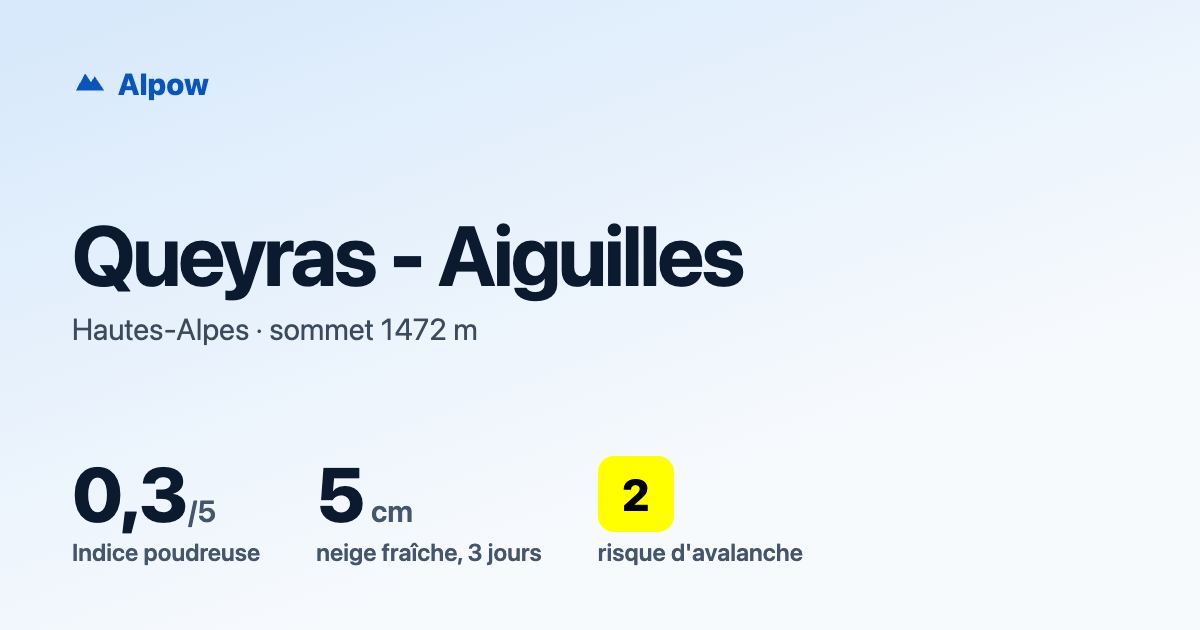 Alpow
Queyras - Aiguilles
Hautes-Alpes · sommet 1472 m
0,3/5
Indice poudreuse
5 cm
neige fraîche, 3 jours
2
risque d'avalanche